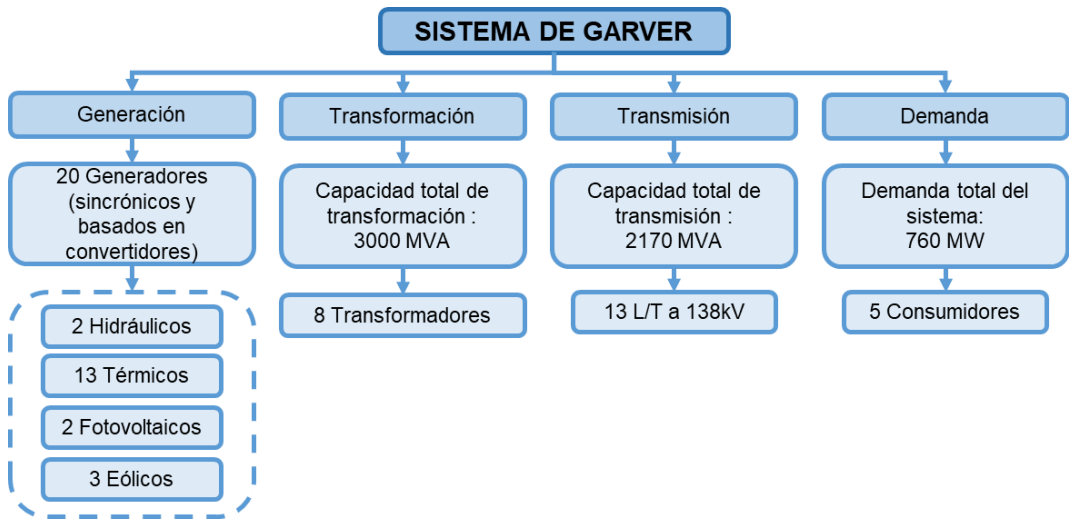 SISTEMA DE GARVER
Generación
20 Generadores
(sincrónicos y
basados en
convertidores)
2 Hidráulicos
13 Térmicos
2 Fotovoltaicos
3 Eólicos
Transformación
Capacidad total de
transformación :
3000 MVA
8 Transformadores
Transmisión
Capacidad total de
transmisión :
2170 MVA
13 L/T a 138kV
Demanda
Demanda total del
sistema:
760 MW
5 Consumidores